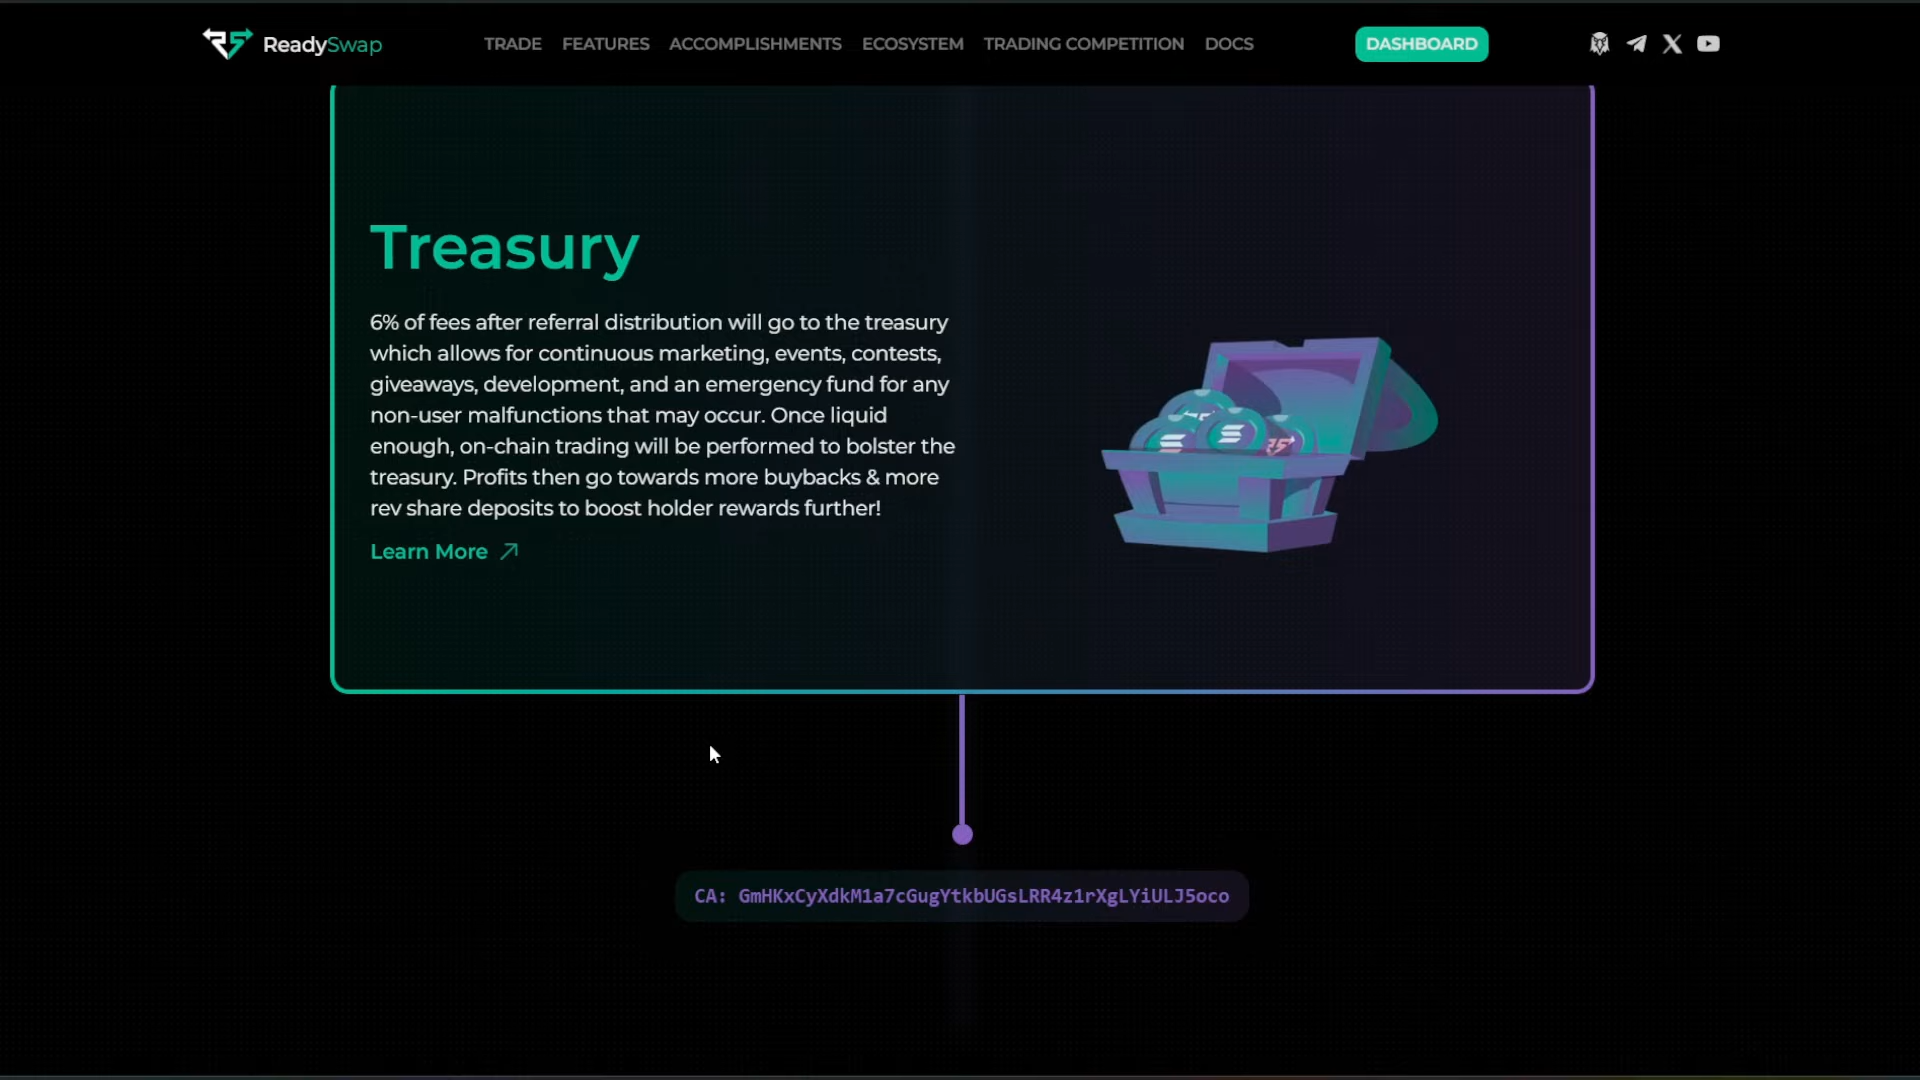 ReadySwap
TRADE FEATURES ACCOMPLISHMENTS ECOSYSTEM TRADING COMPETITION DOCS
DASHBOARD
Treasury
6% of fees after referral distribution will go to the treasury
which allows for continuous marketing, events, contests,
giveaways, development, and an emergency fund for any
non-user malfunctions that may occur. Once liquid
enough, on-chain trading will be performed to bolster the
treasury. Profits then go towards more buybacks & more
rev share deposits to boost holder rewards further!
Learn More
CA: GmHKxCyXdkM1a7cGugYtkbUGsLRR4z1rXgLYiULJ5oco